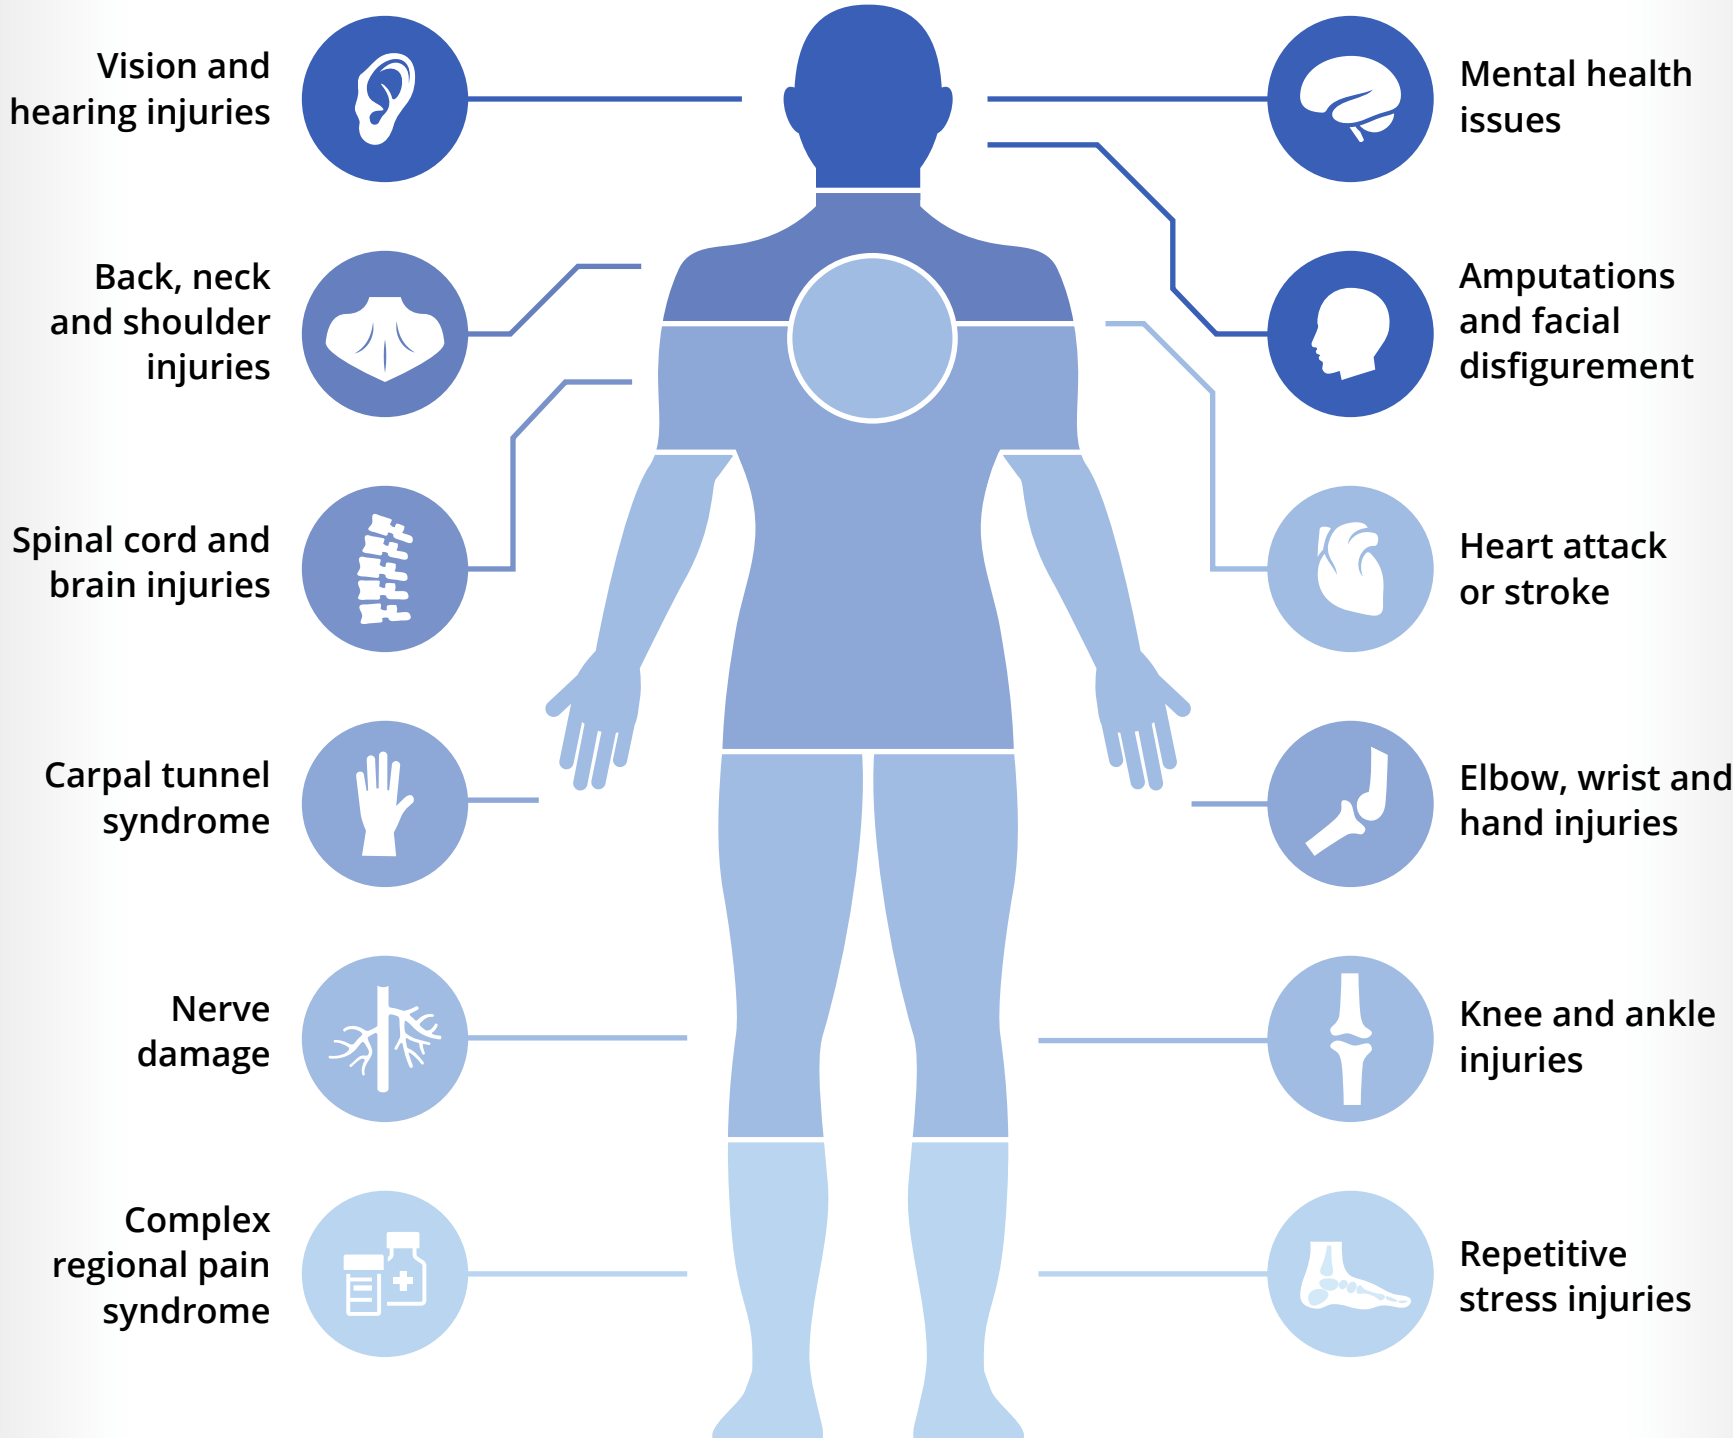 Vision and
hearing injuries
Mental health
issues
Back, neck
and shoulder
injuries
Amputations
and facial
disfigurement
Spinal cord and
brain injuries
Heart attack
or stroke
Carpal tunnel
syndrome
Elbow, wrist and
hand injuries
Nerve
damage
Knee and ankle
injuries
Complex
regional pain
syndrome
Repetitive
stress injuries